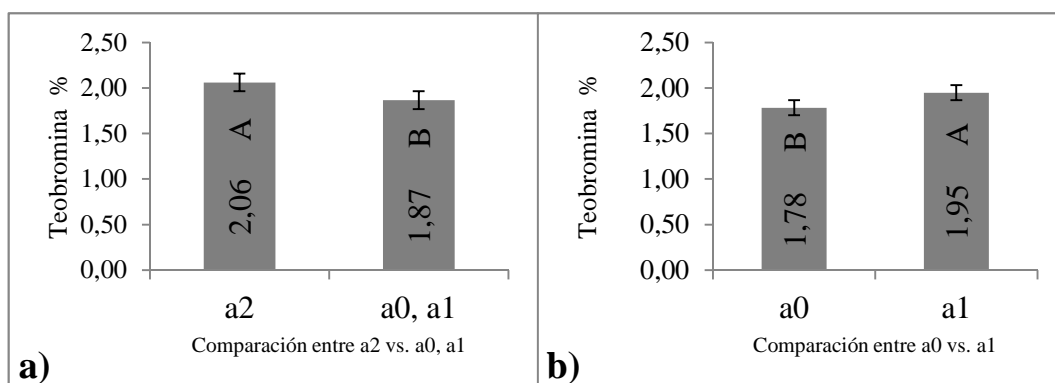 2,50
2,00
1,50
1,00
0,50
0,00
Teobromina %
2,06 A
1,87 B
a2
a0, a1
Comparación entre a2 vs. a0, a1
a)
2,50
2,00
1,50
1,00
0,50
0,00
Teobromina %
1,78 B
1,95 A
a0
a1
Comparación entre a0 vs. a1
b)